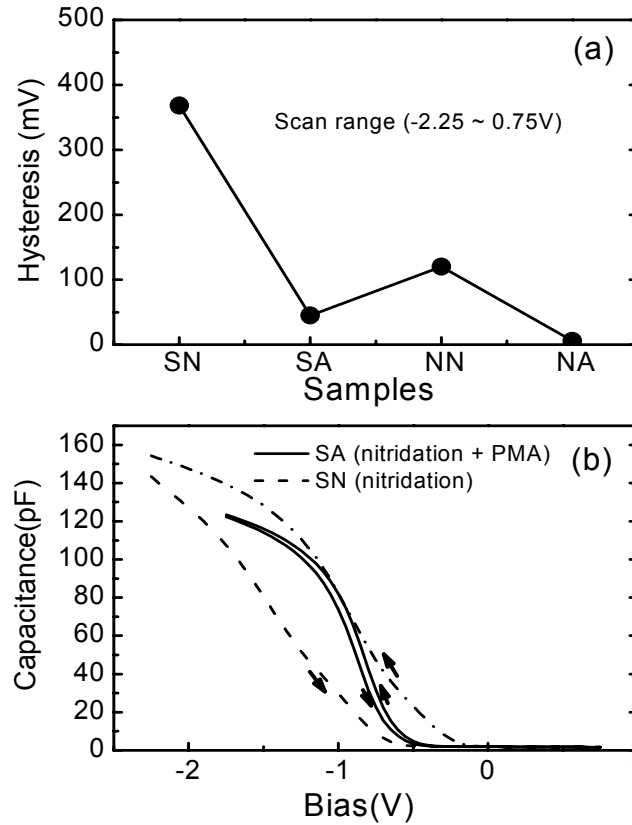 (a)
500
400
300
200
100
0
Hysteresis (mV)
Scan range (-2.25 ~ 0.75V)
SN SA NN NA
Samples
(b)
160
140
120
100
80
60
40
20
0
Capacitance(pF)
SA (nitridation + PMA)
SN (nitridation)
-2 -1 0
Bias(V)